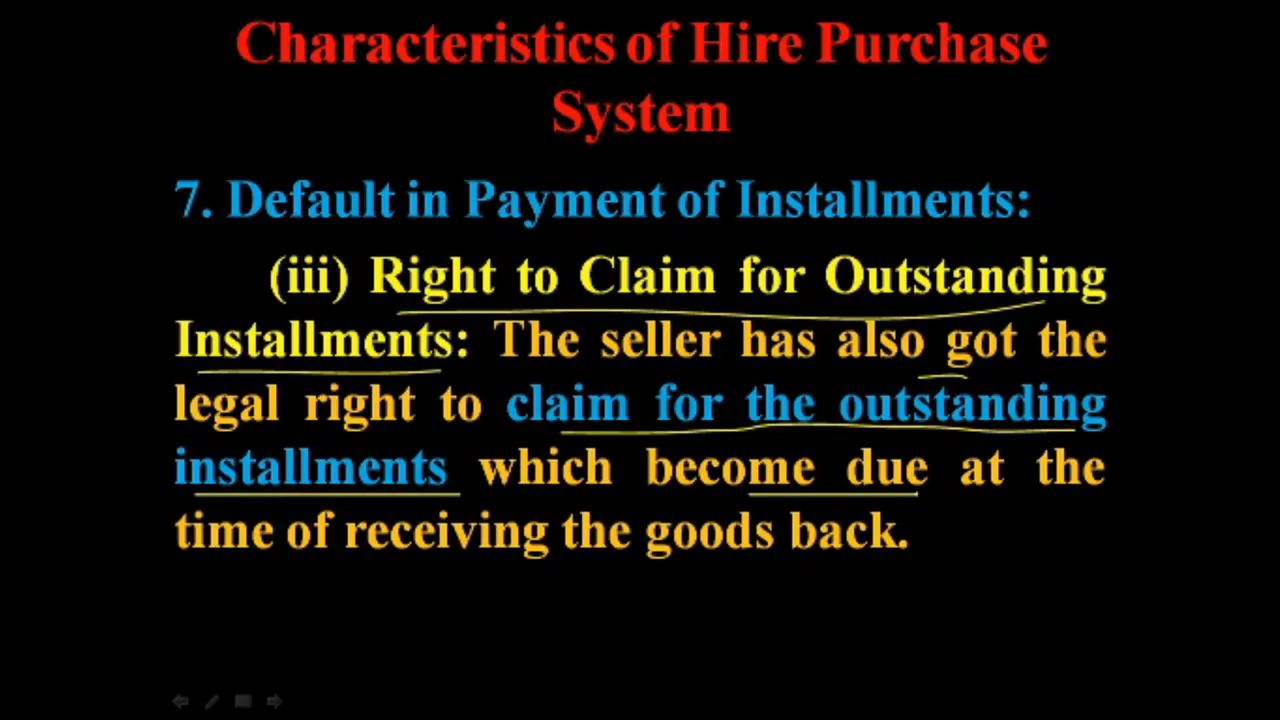 Characteristics of Hire Purchase
System
7. Default in Payment of Installments:
(iii) Right to Claim for Outstanding
Installments: The seller has also got the
legal right to claim for the outstanding
installments which become due at the
time of receiving the goods back.